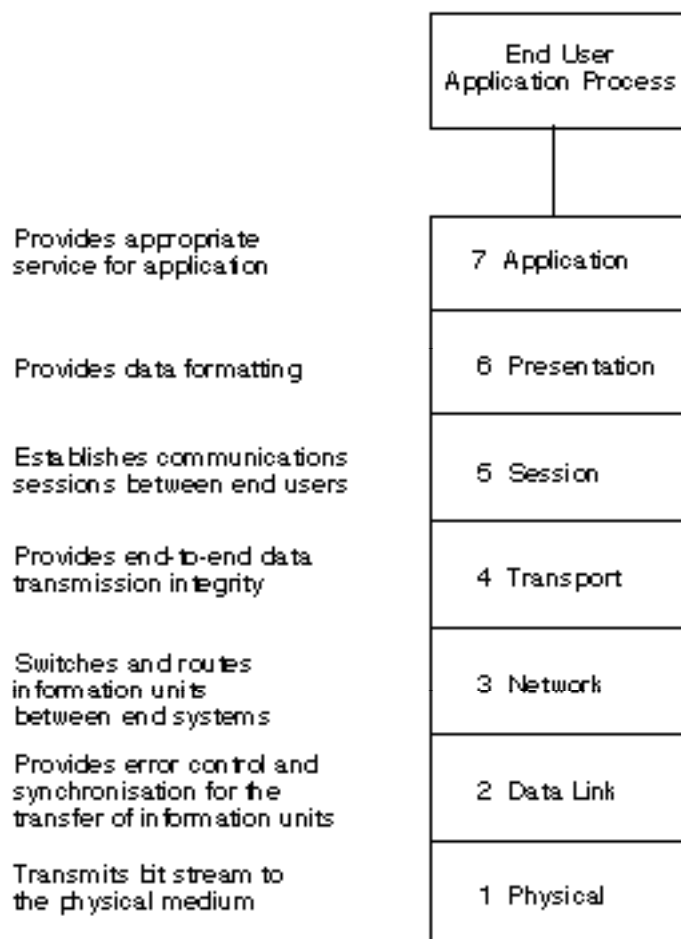 End User
Application Process
Provides appropriate
service for application
7 Application
Provides data formatting
6 Presentation
Establishes communications
sessions between end users
5 Session
Provides end-to-end data
transmission integrity
4 Transport
Switches and routes
information units
between end systems
3 Network
Provides error control and
synchronisation for the
transfer of information units
2 Data Link
Transmits bit stream to
the physical medium
1 Physical